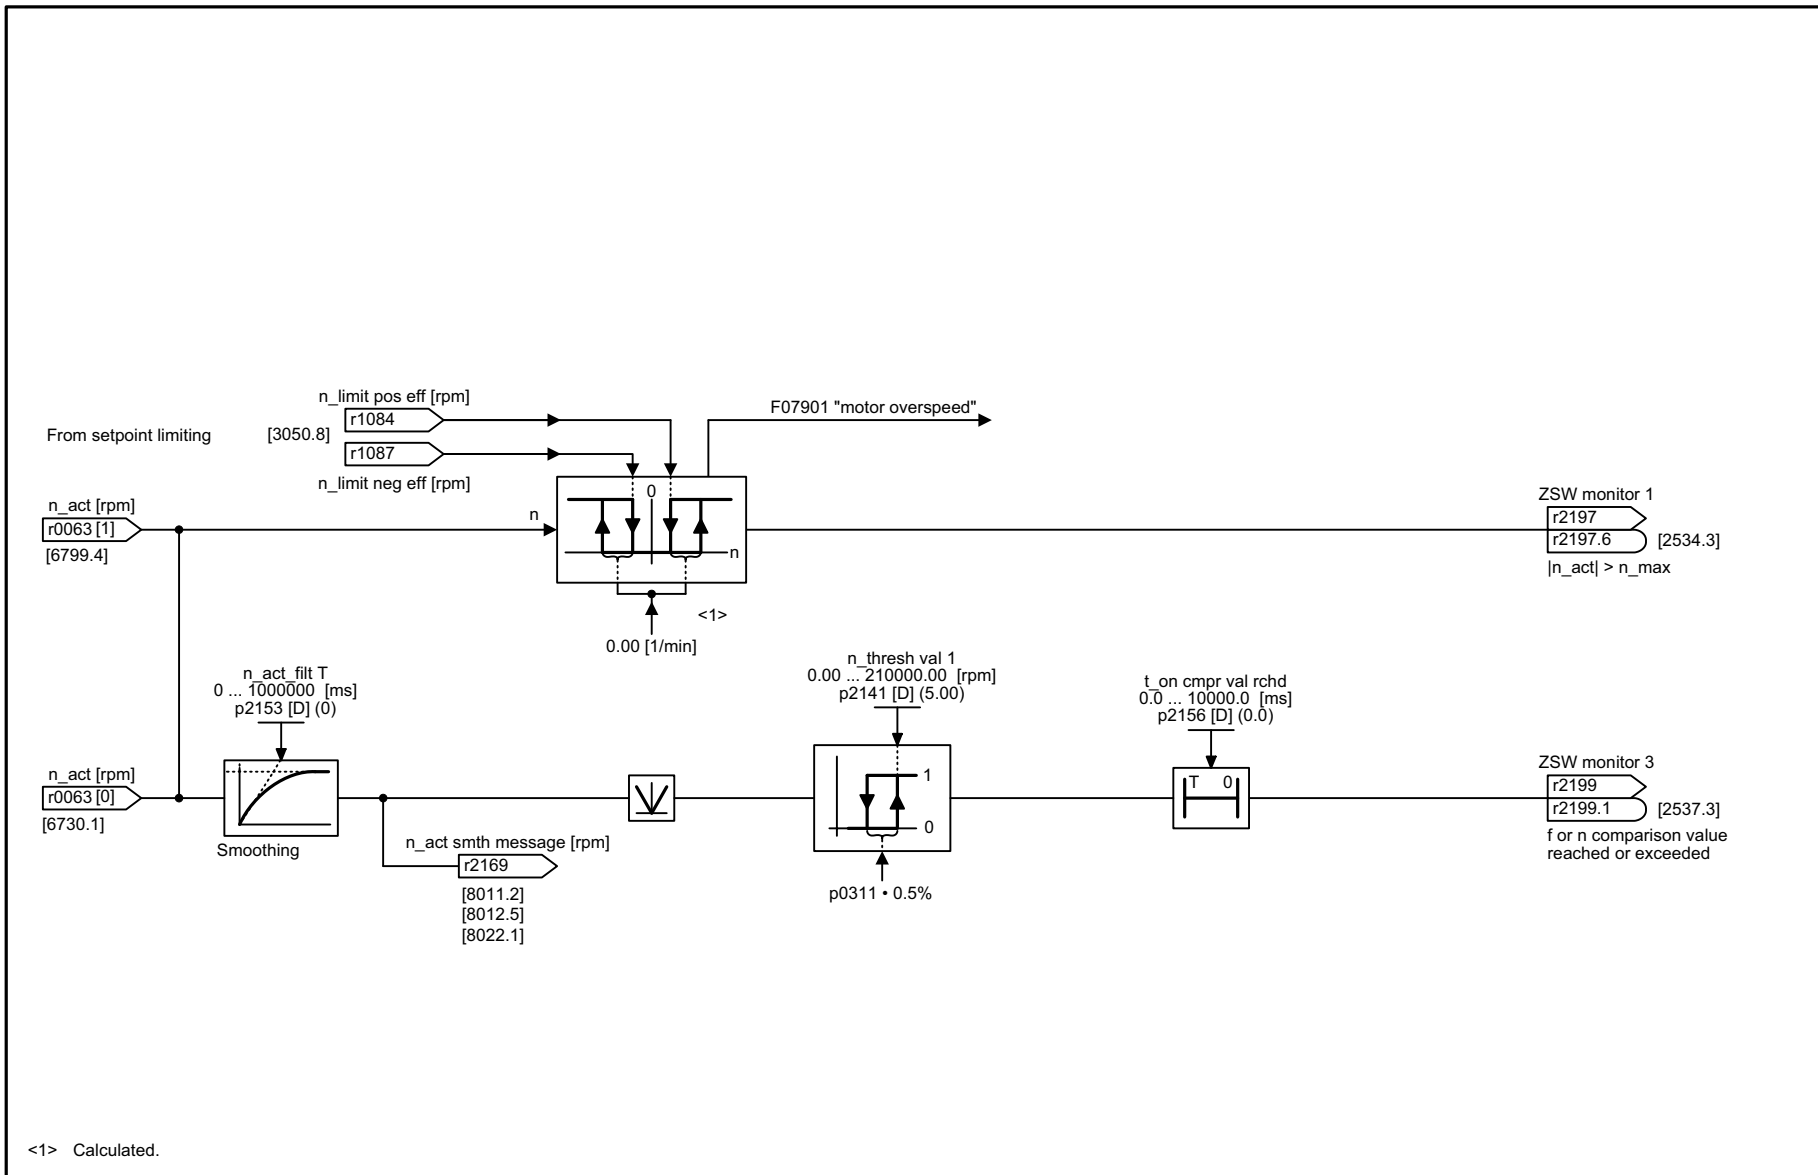 n_limit pos eff [rpm]
r1084
F07901 "motor overspeed"
From setpoint limiting
[3050.8]
r1087
n_limit neg eff [rpm]
n_act [rpm]
r0063 [1]
[6799.4]
n
0
n
<1>
0.00 [1/min]
ZSW monitor 1
r2197
r2197.6
[2534.3]
|n_act| > n_max
n_act_filt T
0 ... 1000000 [ms]
p2153 [D] (0)
n_thresh val 1
0.00 ... 210000.00 [rpm]
p2141 [D] (5.00)
t_on cmpr val rchd
0.0 ... 10000.0 [ms]
p2156 [D] (0.0)
n_act [rpm]
r0063 [0]
[6730.1]
Smoothing
n_act smth message [rpm]
r2169
[8011.2]
[8012.5]
[8022.1]
1
0
p0311 • 0.5%
T 0
ZSW monitor 3
r2199
r2199.1
[2537.3]
f or n comparison value
reached or exceeded
<1> Calculated.